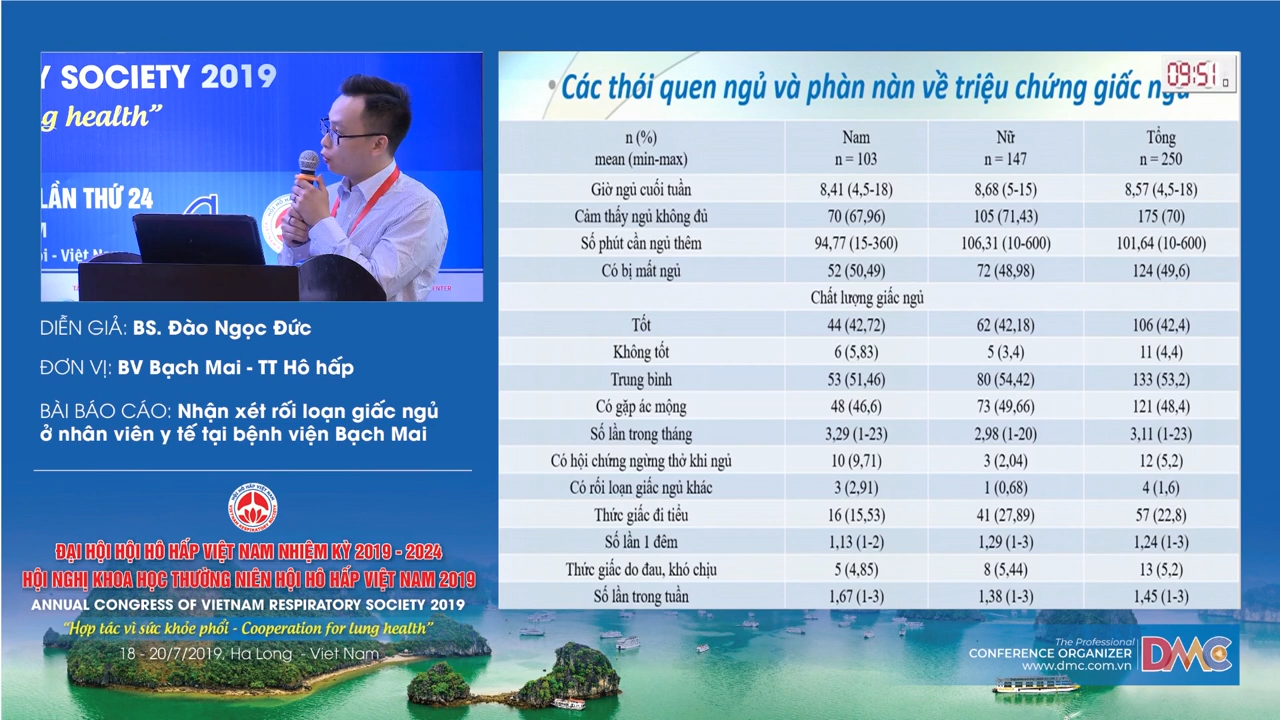 Y SOCIETY 2019
g health”
LẦN THỨ 24
i - Việt Na
ENTER
DIỄN GIẢ: BS. Đào Ngọc Đức
ĐƠN VỊ: BV Bạch Mai - TT Hô hấp
BÀI BÁO CÁO: Nhận xét rối loạn giấc ngủ
ở nhân viên y tế tại bệnh viện Bạch Mai
HỘI HÔ HẤP VIỆT NAM
VIETNAM RESPIRATORY SOCIETY
ĐẠI HỘI HỘI HÔ HẤP VIỆT NAM NHIỆM KỲ 2019 - 2024
HỘI NGHỊ KHOA HỌC THƯỜNG NIÊN HỘI HÔ HẤP VIỆT NAM 2019
ANNUAL CONGRESS OF VIETNAM RESPIRATORY SOCIETY 2019
“Hợp tác vì sức khỏe phổi - Cooperation for lung health”
18 - 20/7/2019, Ha Long - Viet Nam
09:51
• Các thói quen ngủ và phàn nàn về triệu chứng giấc ngủ
n (%) Nam Nữ Tổng
mean (min-max) n = 103 n = 147 n = 250
Giờ ngủ cuối tuần 8,41 (4,5-18) 8,68 (5-15) 8,57 (4,5-18)
Cảm thấy ngủ không đủ 70 (67,96) 105 (71,43) 175 (70)
Số phút cần ngủ thêm 94,77 (15-360) 106,31 (10-600) 101,64 (10-600)
Có bị mất ngủ 52 (50,49) 72 (48,98) 124 (49,6)
Chất lượng giấc ngủ
Tốt 44 (42,72) 62 (42,18) 106 (42,4)
Không tốt 6 (5,83) 5 (3,4) 11 (4,4)
Trung bình 53 (51,46) 80 (54,42) 133 (53,2)
Có gặp ác mộng 48 (46,6) 73 (49,66) 121 (48,4)
Số lần trong tháng 3,29 (1-23) 2,98 (1-20) 3,11 (1-23)
Có hội chứng ngừng thở khi ngủ 10 (9,71) 3 (2,04) 12 (5,2)
Có rối loạn giấc ngủ khác 3 (2,91) 1 (0,68) 4 (1,6)
Thức giấc đi tiểu 16 (15,53) 41 (27,89) 57 (22,8)
Số lần 1 đêm 1,13 (1-2) 1,29 (1-3) 1,24 (1-3)
Thức giấc do đau, khó chịu 5 (4,85) 8 (5,44) 13 (5,2)
Số lần trong tuần 1,67 (1-3) 1,38 (1-3) 1,45 (1-3)
The Professional
CONFERENCE ORGANIZER
www.dmc.com.vn
DMC